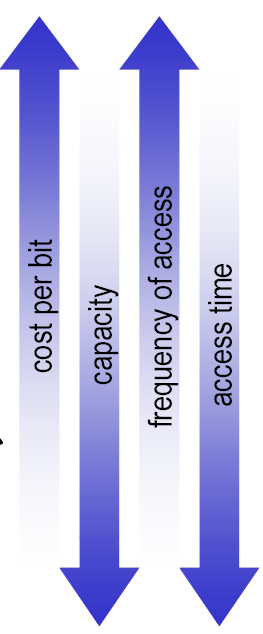 cost per bit
capacity
frequency of access
access time